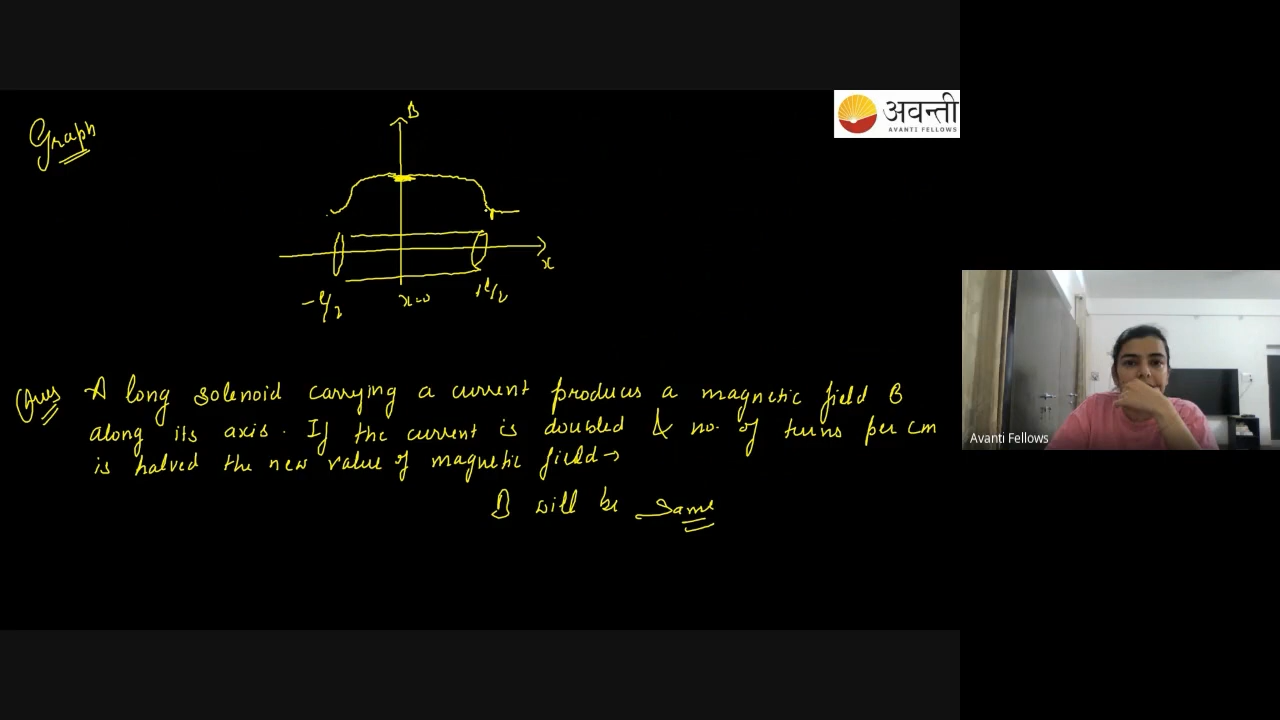 Graph
B
अवन्ती
AVANTI FELLOWS
x
-l/2
x=0
+l/2
Ques A long solenoid carrying a current produces a magnetic field B
along its axis. If the current is doubled & no. of turns per cm
is halved the new value of magnetic field→
B will be same
Avanti Fellows